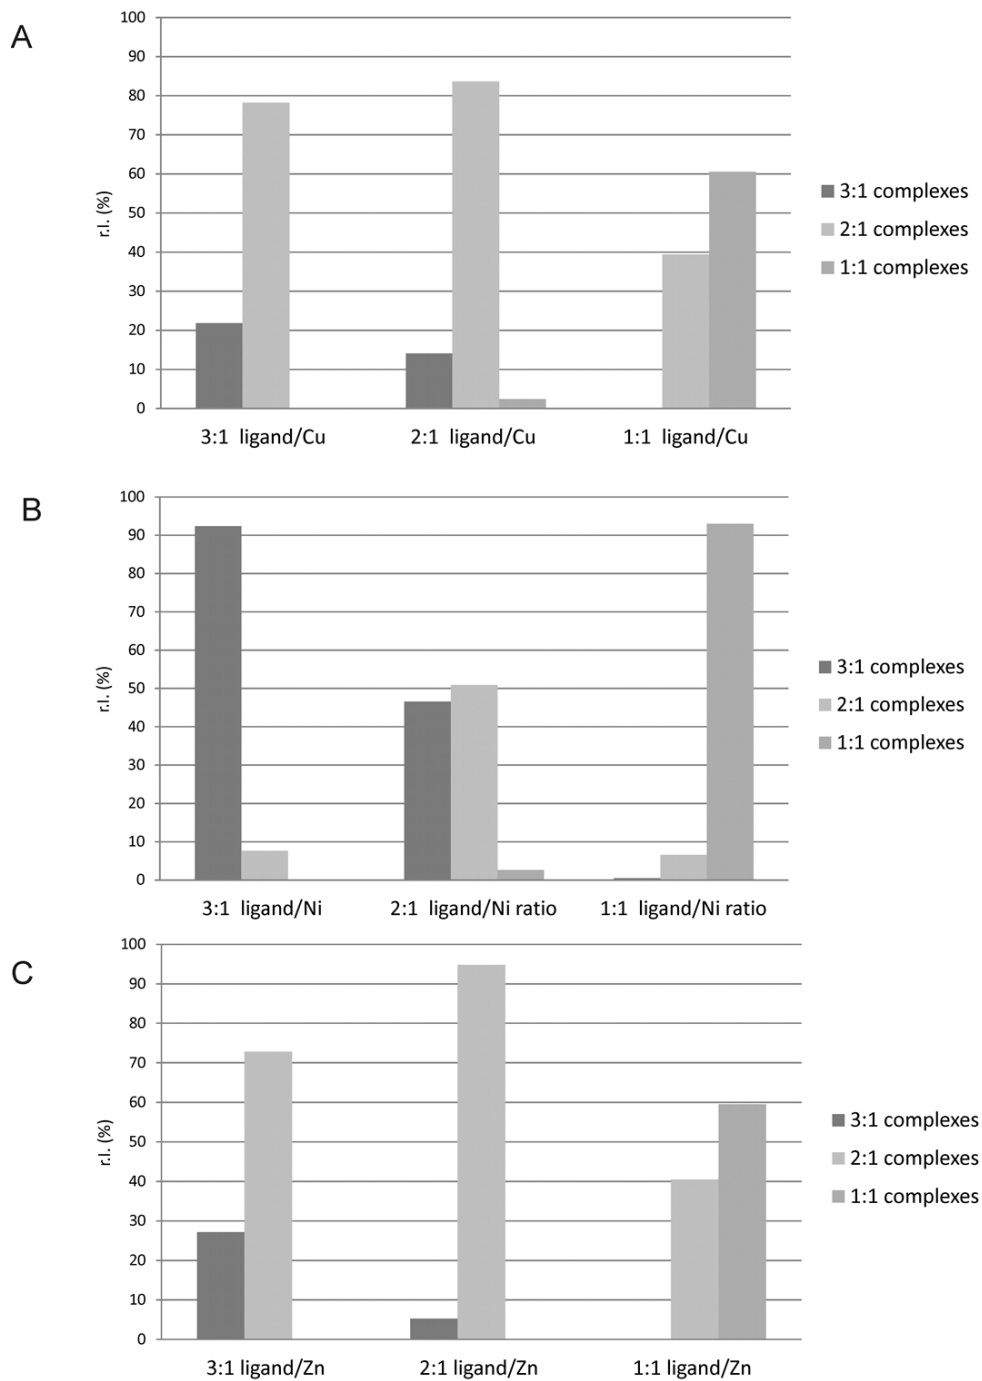 A
100
90
80
70
60
50
40
30
20
10
0
r.I. (%)
3:1 ligand/Cu
2:1 ligand/Cu
1:1 ligand/Cu
3:1 complexes
2:1 complexes
1:1 complexes
B
100
90
80
70
60
50
40
30
20
10
0
r.I. (%)
3:1 ligand/Ni
2:1 ligand/Ni ratio
1:1 ligand/Ni ratio
3:1 complexes
2:1 complexes
1:1 complexes
C
100
90
80
70
60
50
40
30
20
10
0
r.I. (%)
3:1 ligand/Zn
2:1 ligand/Zn
1:1 ligand/Zn
3:1 complexes
2:1 complexes
1:1 complexes